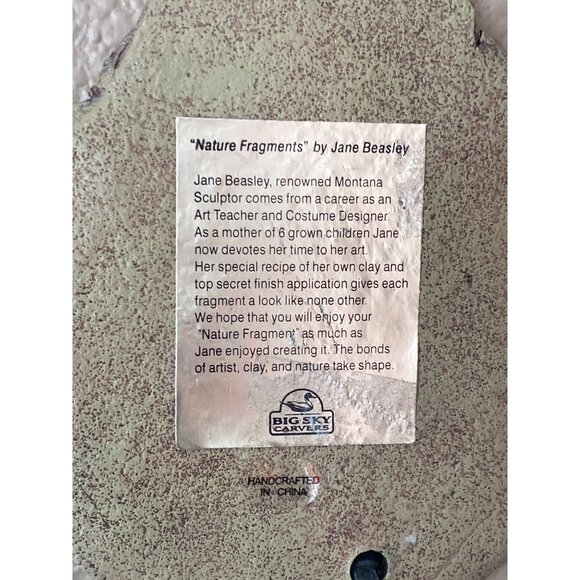 "Nature Fragments" by Jane Beasley
Jane Beasley, renowned Montana
Sculptor comes from a career as an
Art Teacher and Costume Designer.
As a mother of 6 grown children Jane
now devotes her time to her art.
Her special recipe of her own clay and
top secret finish application gives each
fragment a look like none other.
We hope that you will enjoy your
"Nature Fragment" as much as
Jane enjoyed creating it. The bonds
of artist, clay, and nature take shape.
BIG SKY
CARVERS
HANDCRAFTED
IN CHINA